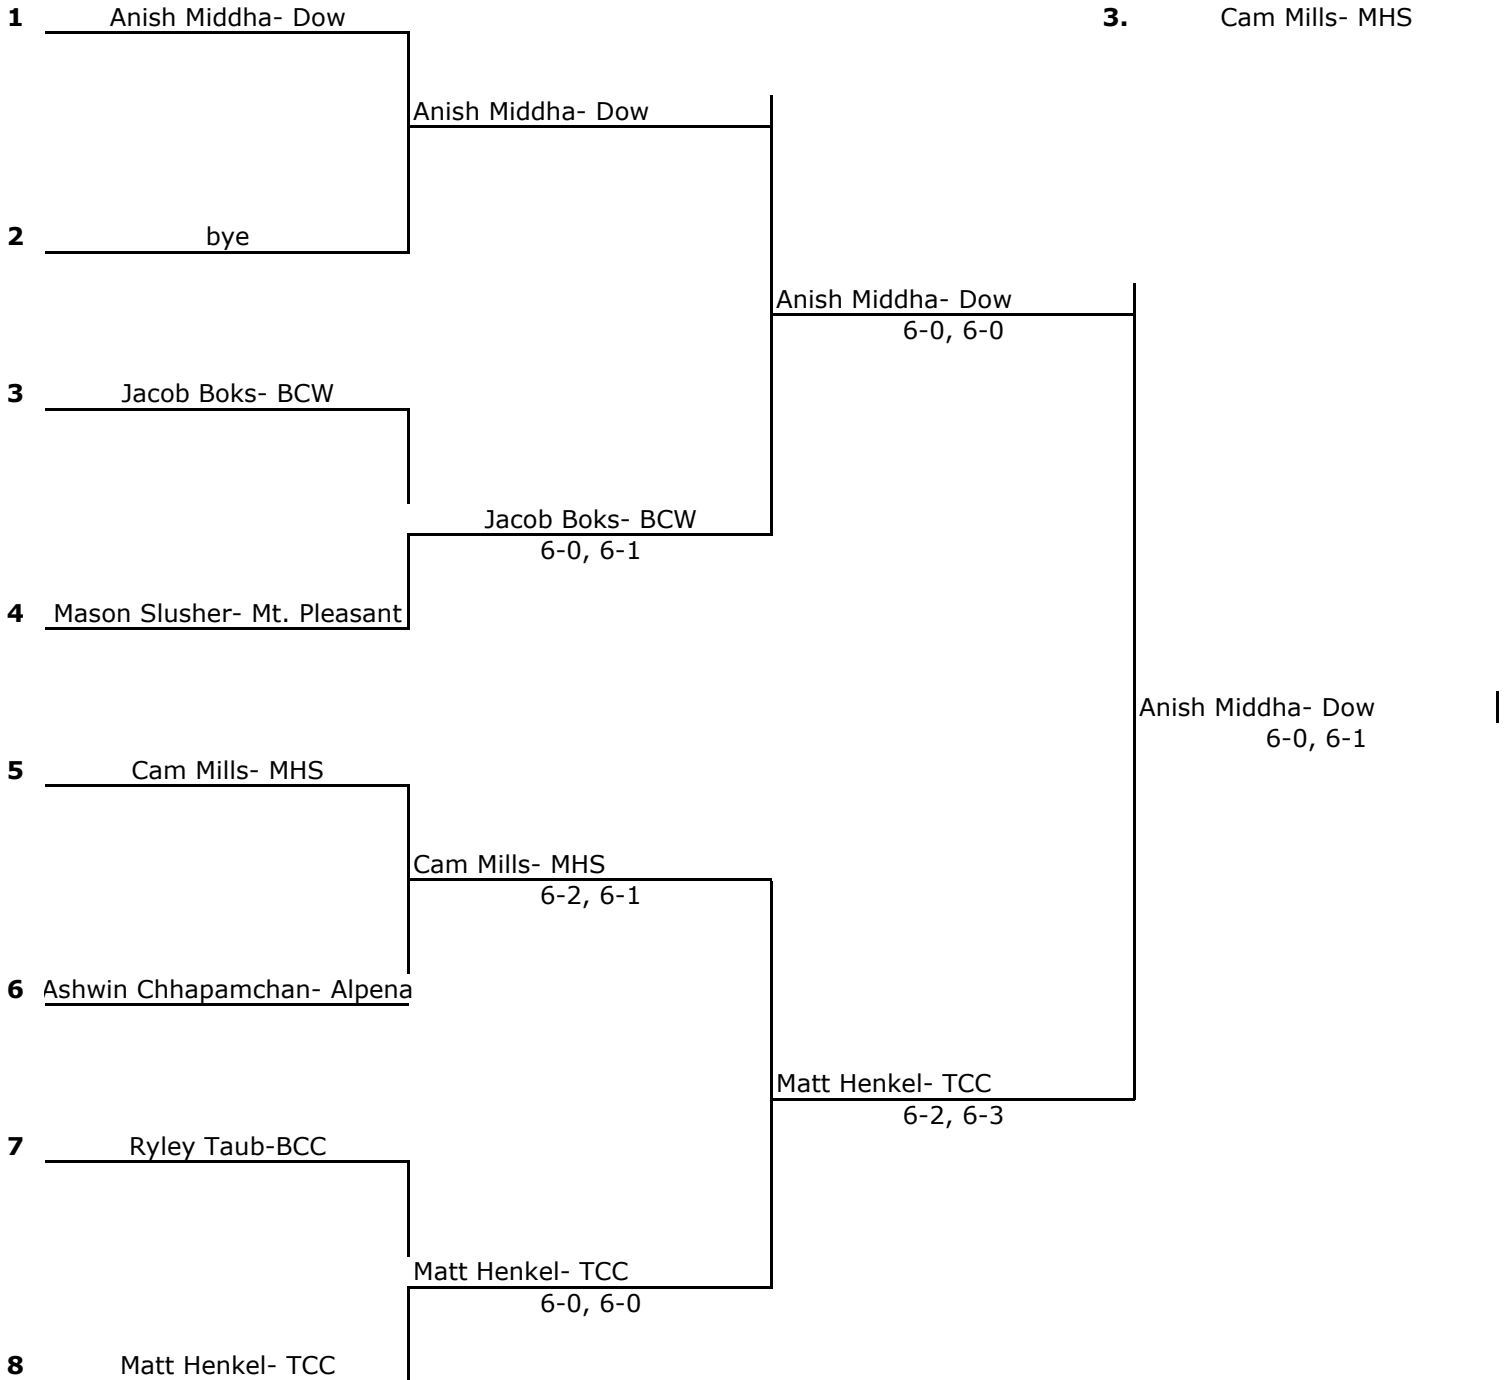 1 Anish Middha- Dow
3. Cam Mills- MHS
Anish Middha- Dow
2 bye
Anish Middha- Dow
6-0, 6-0
3 Jacob Boks- BCW
Jacob Boks- BCW
6-0, 6-1
4 Mason Slusher- Mt. Pleasant
Anish Middha- Dow
6-0, 6-1
5 Cam Mills- MHS
Cam Mills- MHS
6-2, 6-1
6 Ashwin Chhapamchan- Alpena
Matt Henkel- TCC
6-2, 6-3
7 Ryley Taub-BCC
Matt Henkel- TCC
6-0, 6-0
8 Matt Henkel- TCC